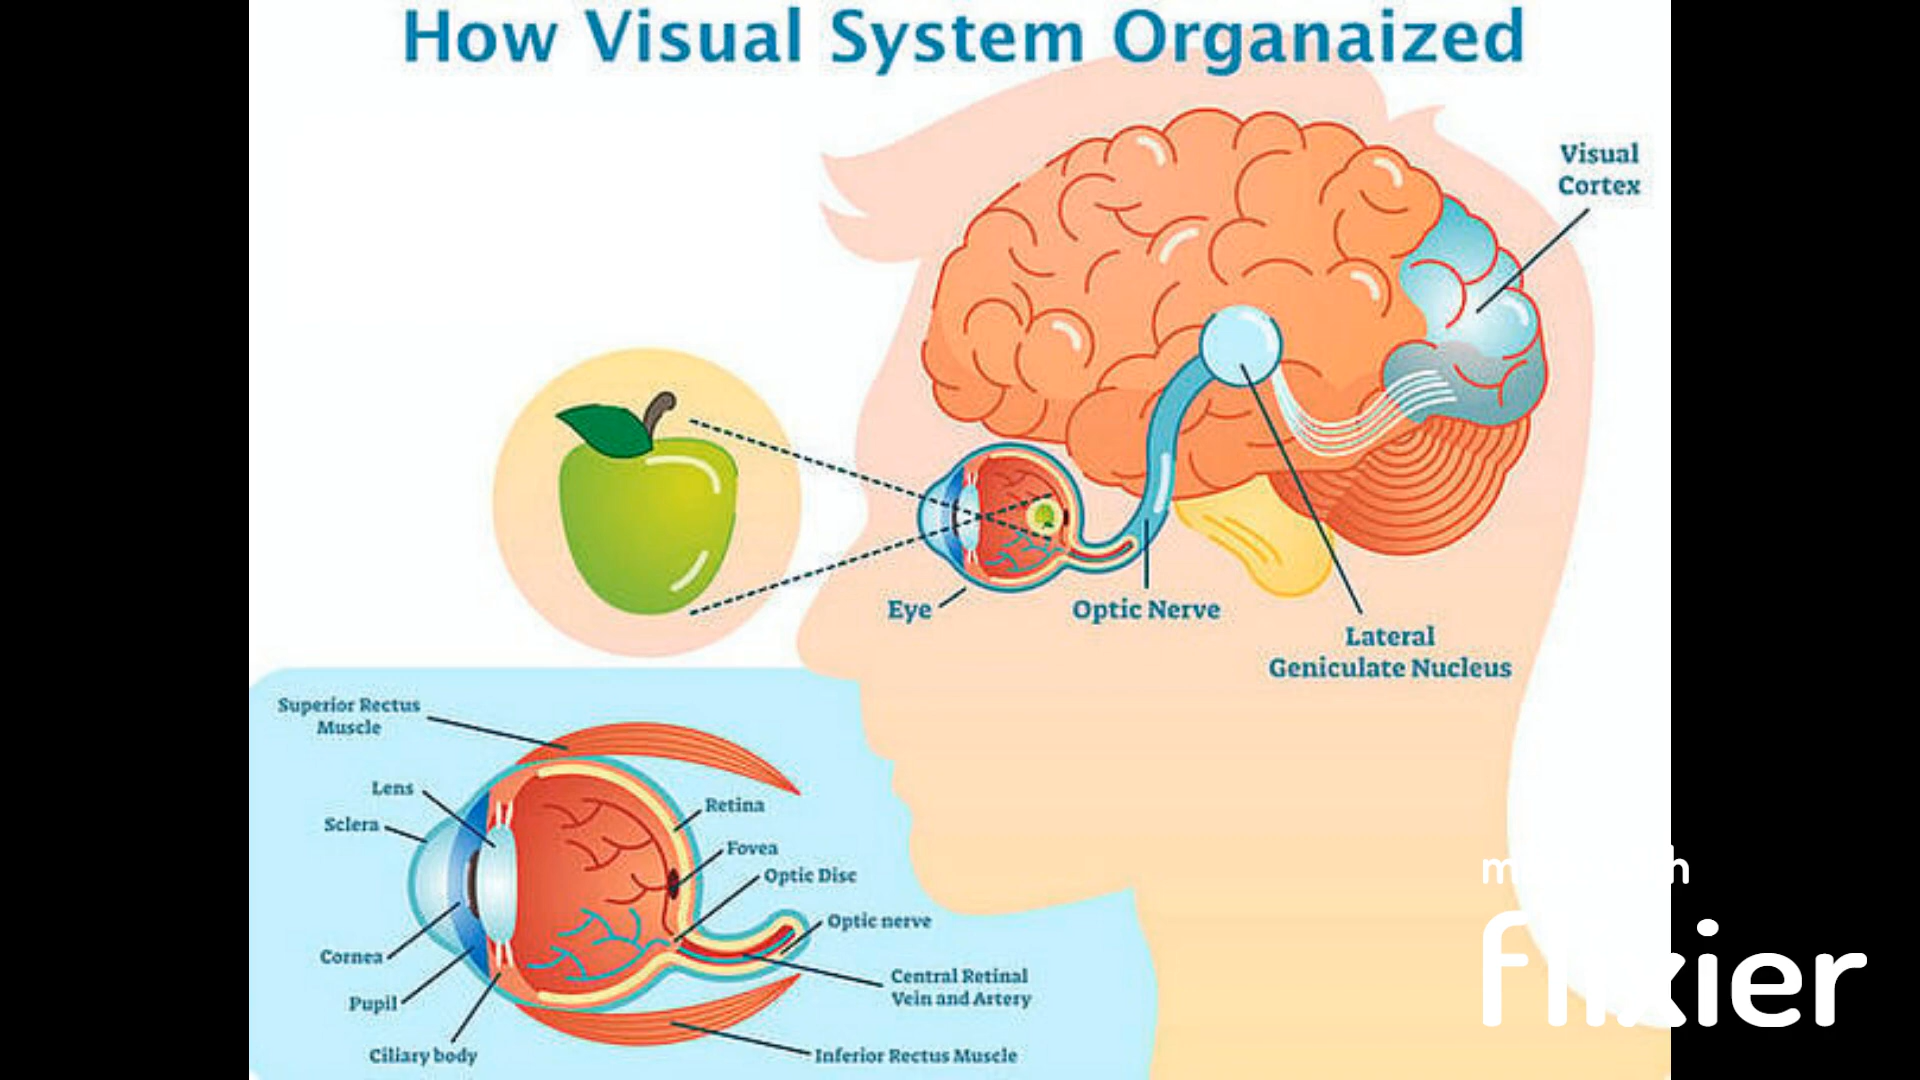 How Visual System Organaized
Visual
Cortex
Eye
Optic Nerve
Lateral
Geniculate Nucleus
Superior Rectus
Muscle
Lens
Sclera
Cornea
Pupil
Ciliary body
Retina
Fovea
Optic Disc
Optic nerve
Central Retinal
Vein and Artery
Inferior Rectus Muscle
flixier